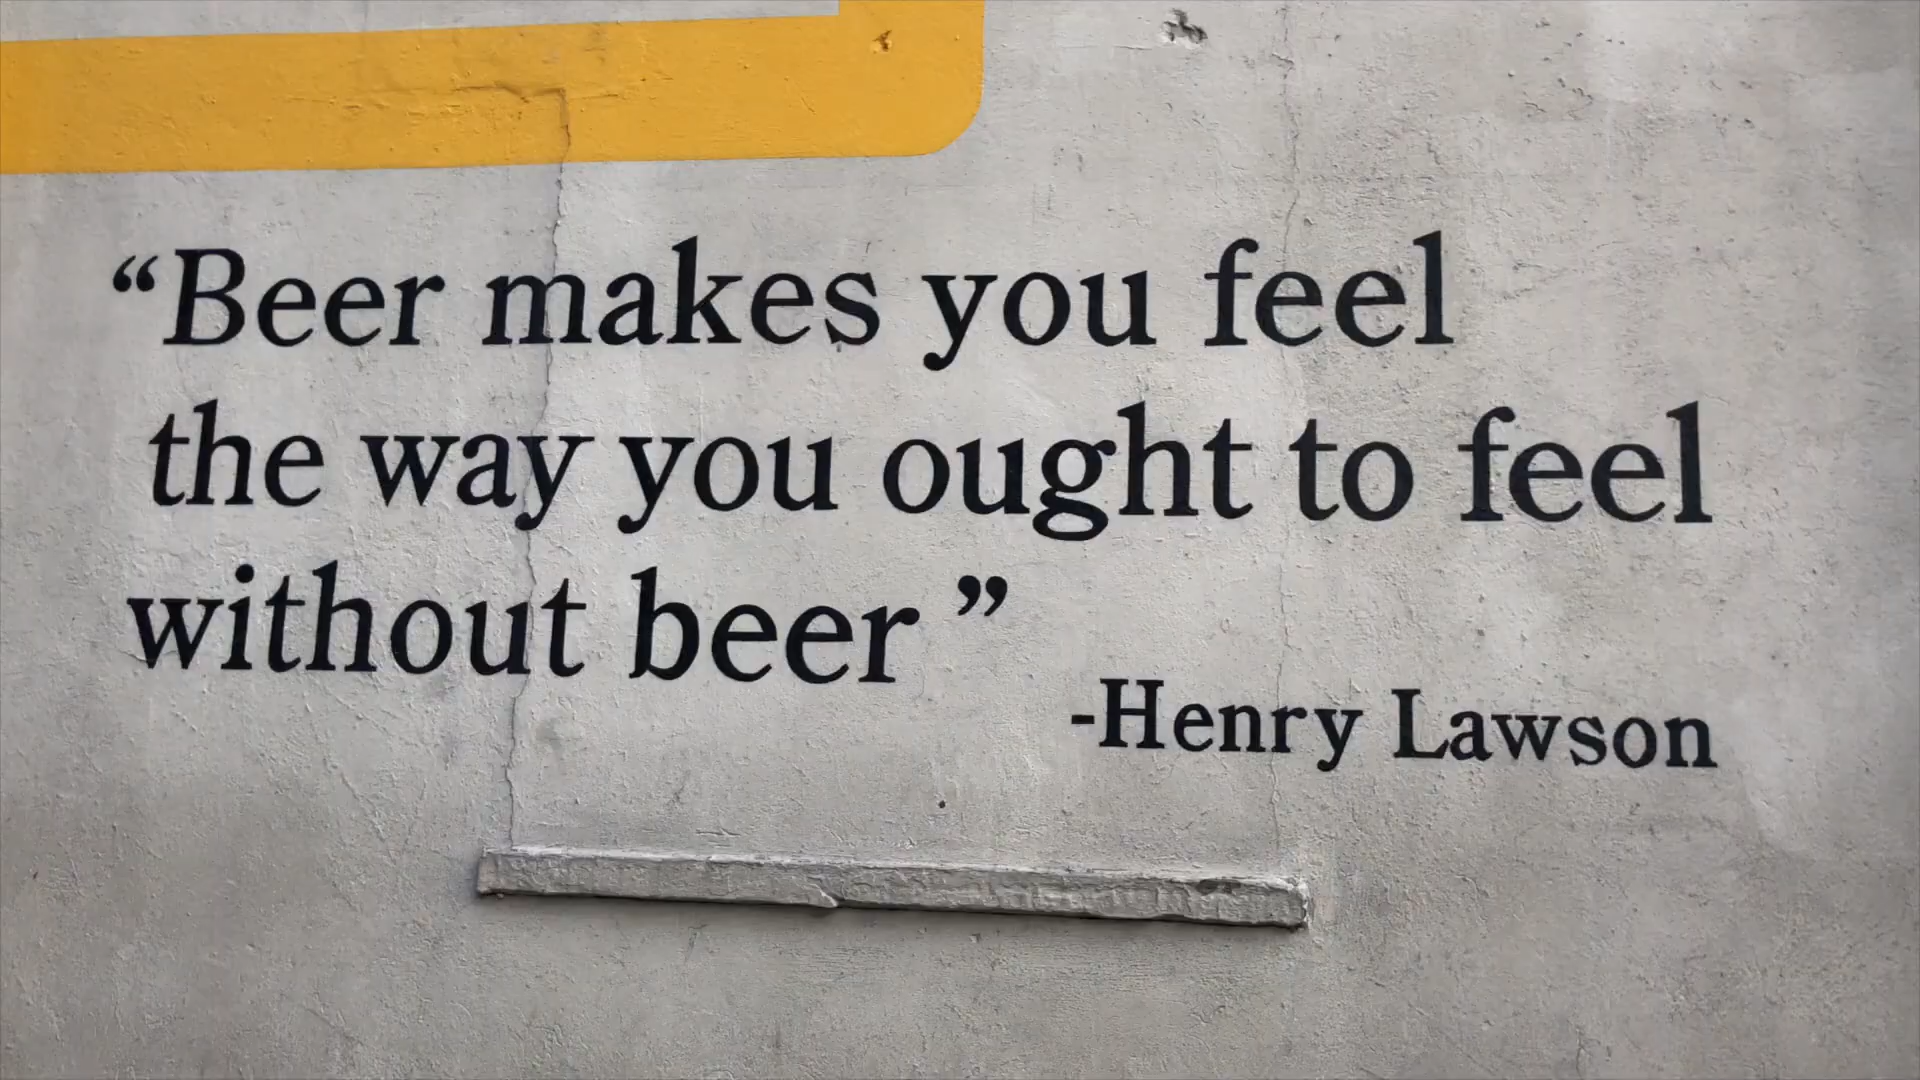 “Beer makes you feel
the way you ought to feel
without beer ”
-Henry Lawson